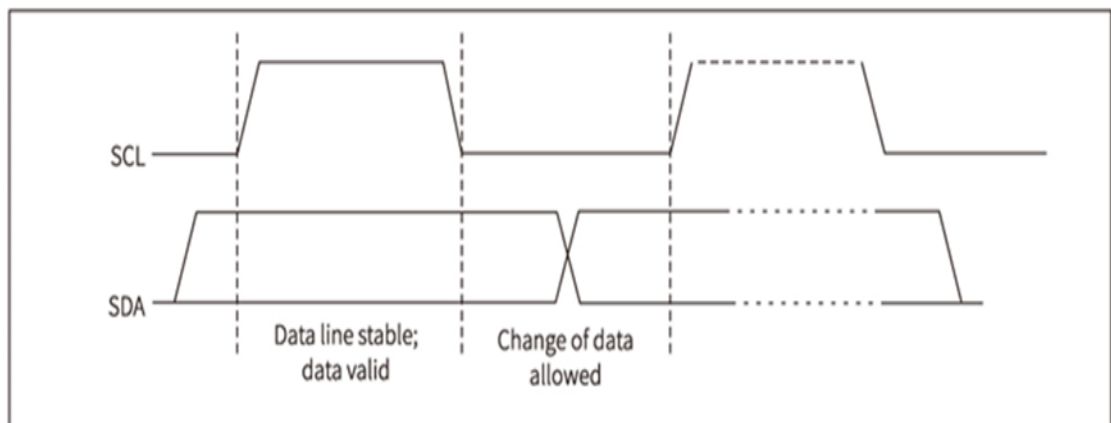 SCL
SDA
Data line stable;
data valid
Change of data
allowed